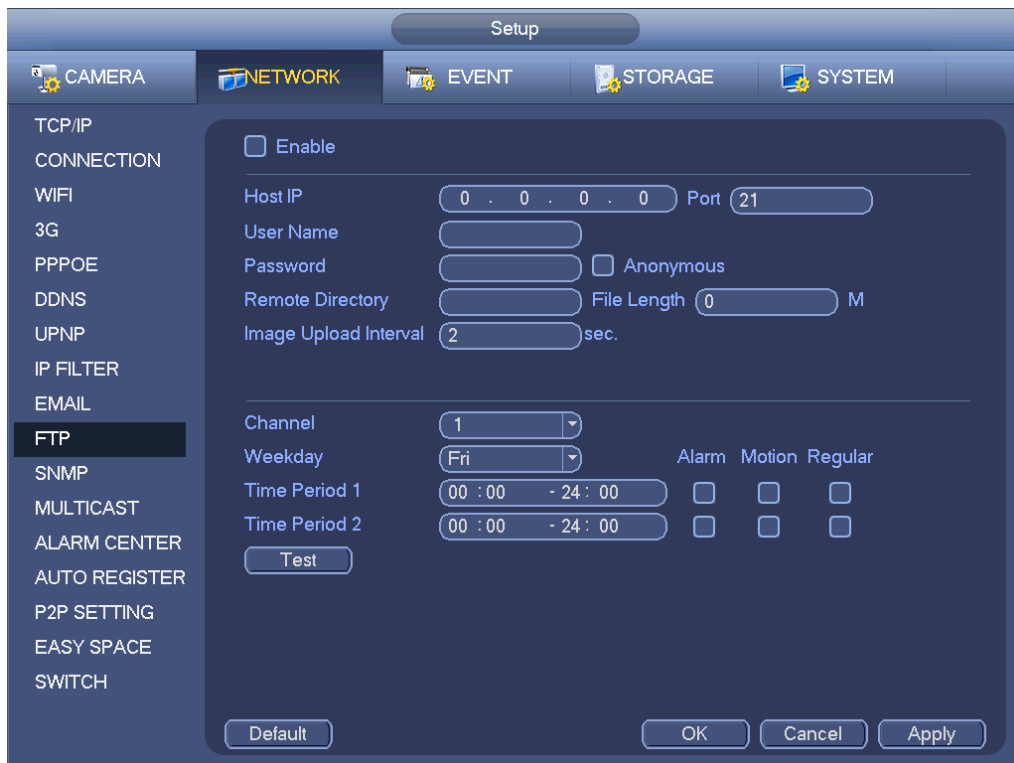 Setup
CAMERA NETWORK EVENT STORAGE SYSTEM
TCP/IP
CONNECTION
WIFI
3G
PPPOE
DDNS
UPNP
IP FILTER
EMAIL
FTP
SNMP
MULTICAST
ALARM CENTER
AUTO REGISTER
P2P SETTING
EASY SPACE
SWITCH
Enable
Host IP 0 . 0 . 0 . 0 Port 21
User Name
Password Anonymous
Remote Directory File Length 0 M
Image Upload Interval 2 sec.
Channel 1
Weekday Fri Alarm Motion Regular
Time Period 1 00 :00 - 24 : 00
Time Period 2 00 :00 - 24 : 00
Test
Default OK Cancel Apply